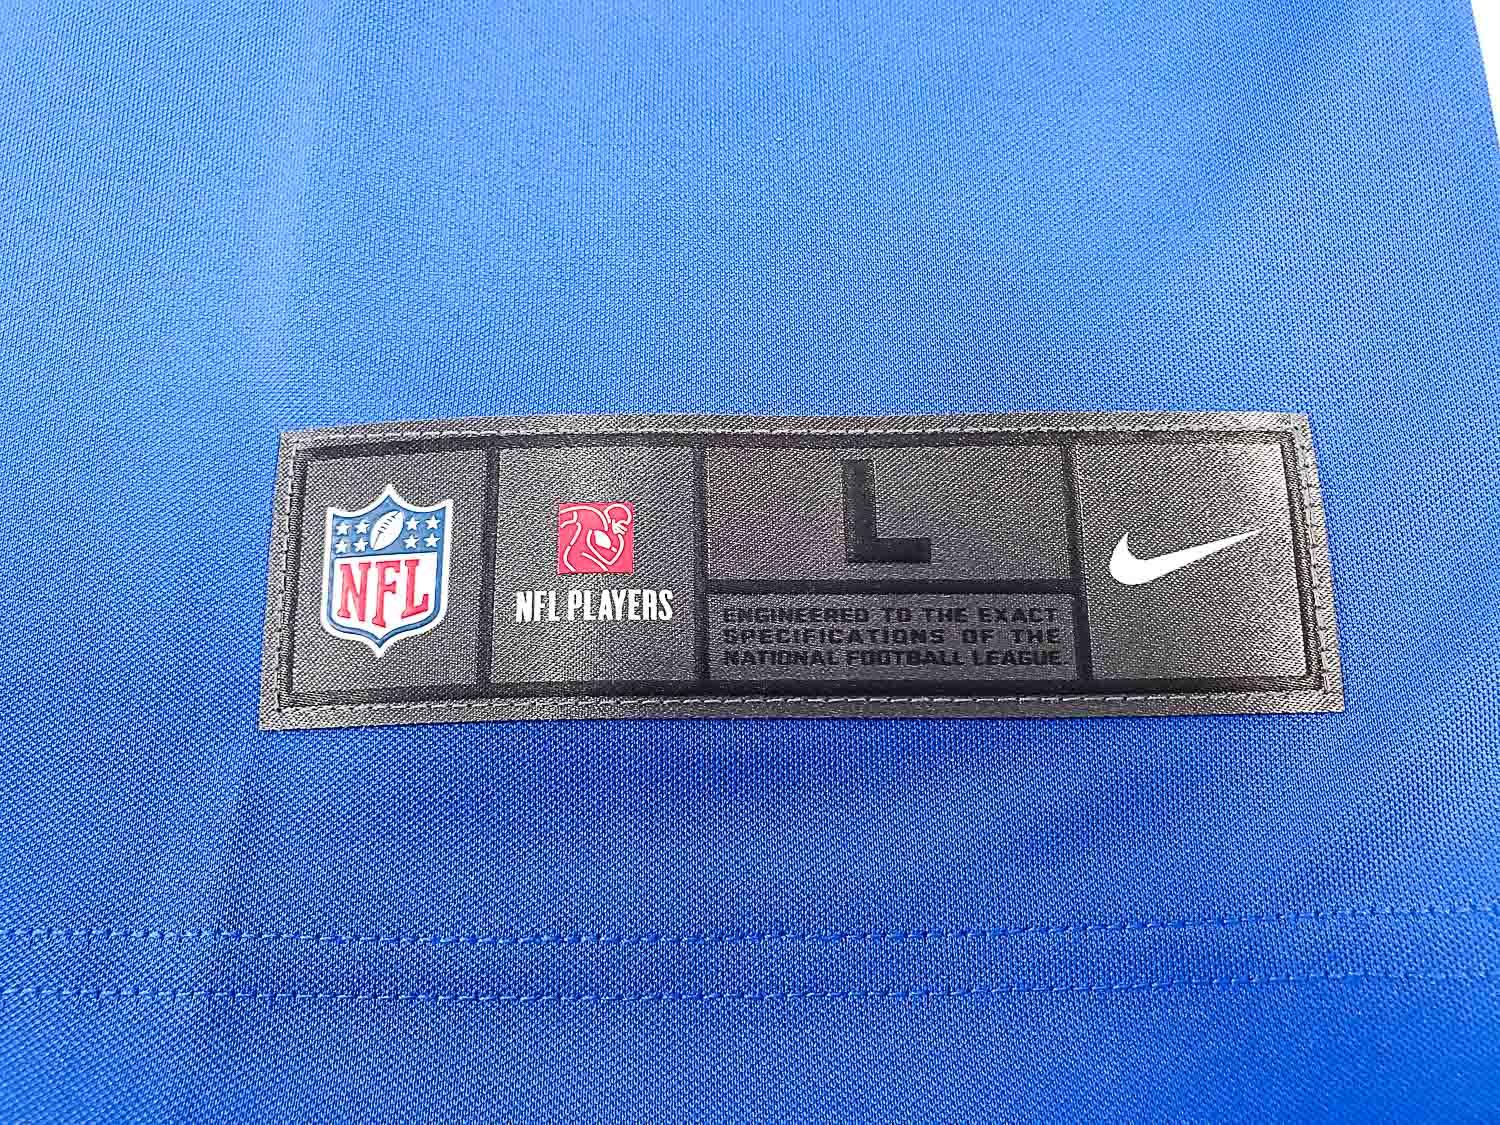 NFL
NFL PLAYERS
L
ENGINEERED TO THE EXACT
SPECIFICATIONS OF THE
NATIONAL FOOTBALL LEAGUE.